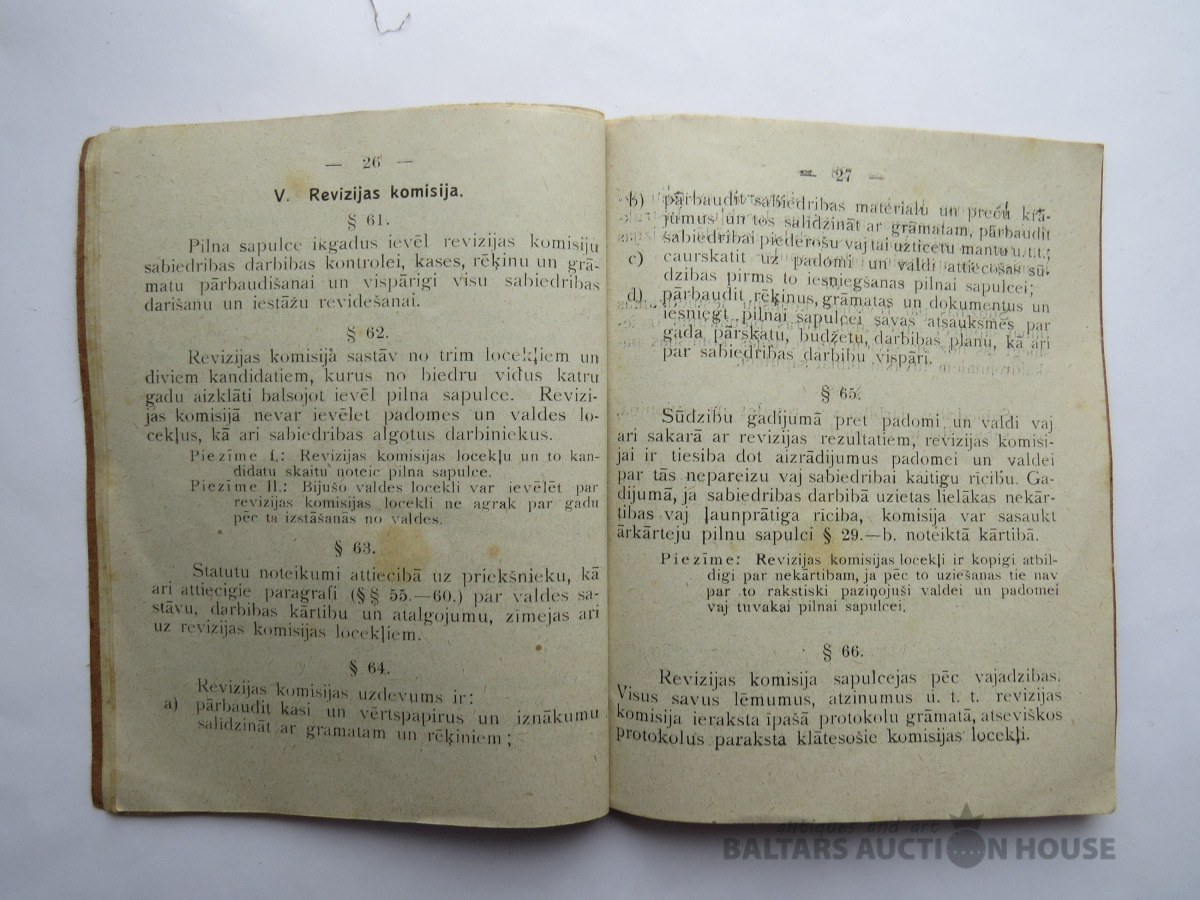 — 26 —
V. Revizijas komisija.
§ 61.
Pilna sapulce ikgadus ievēl revizijas komisiju
sabiedrības darbības kontrolei, kases, rēķinu un grā-
matu pārbaudišanai un vispārīgi visu sabiedrības
darišanu un iestāžu revidešanai.
§ 62.
Revizijas komisijā sastāv no trim locekļiem un
diviem kandidatiem, kurus no biedru vidus katru
gadu aizklāti balsojot ievēl pilna sapulce. Revizi-
jas komisijā nevar ievēlet padomes un valdes lo-
cekļus, kā ari sabiedrības algotus darbiniekus.
Piezīme I.: Revizijas komisijas locekļu un to kan-
didatu skaitu noteic pilna sapulce.
Piezīme II.: Bijušo valdes locekli var ievēlēt par
revizijas komisijas locekli ne agrak par gadu
pēc ta izstāšanās no valdes.
§ 63.
Statutu noteikumi attiecibā uz priekšnieku, kā
ari attiecigie paragrafi (§§ 55.—60.) par valdes sa-
stāvu, darbibas kārtibu un atalgojumu, zimejas ari
uz revizijas komisijas locekļiem.
§ 64.
Revizijas komisijas uzdevums ir:
a) pārbaudit kasi un vērtspapirus un iznākumu
salīdzināt ar gramatam un rēķiniem;
— 27 —
b) pārbaudit sabiedribas materialu un preču krā-
jumus un tos salīdzināt ar grāmatam, pārbaudit
sabiedribai piederošu vaj tai uzticetu mantu u.t.t.;
c) caurskatit uz padomi un valdi attiecošas sū-
dzibas pirms to iesniegšanas pilnai sapulcei;
d) pārbaudit rēķinus, grāmatas un dokumentus un
iesniegt pilnai sapulcei savas atsauksmes par
gada pārskatu, budžetu, darbibas planu, kā ari
par sabiedribas darbibu vispāri.
§ 65.
Sūdzibu gadijumā pret padomi un valdi vaj
ari sakarā ar revizijas rezultatiem, revizijas komisi-
jai ir tiesiba dot aizrādijumus padomei un valdei
par tās nepareizu vaj sabiedribai kaitigu ricibu. Ga-
dijumā, ja sabiedribas darbibā uzietas lielākas nekār-
tibas vaj ļaunprātiga riciba, komisija var sasaukt
ārkārteju pilnu sapulci § 29.—b. noteiktā kārtibā.
Piezīme: Revizijas komisijas locekļi ir kopigi atbil-
digi par nekārtibam, ja pēc to uziešanas tie nav
par to rakstiski paziņojuši valdei un padomei
vaj tuvakai pilnai sapulcei.
§ 66.
Revizijas komisija sapulcejas pēc vajadzibas.
Visus savus lēmumus, atzinumus u. t. t. revizijas
komisija ieraksta īpašā protokolu grāmatā, atseviškos
protokolus paraksta klātesošie komisijas locekļi.
antiques and art
BALTARS AUCTION HOUSE